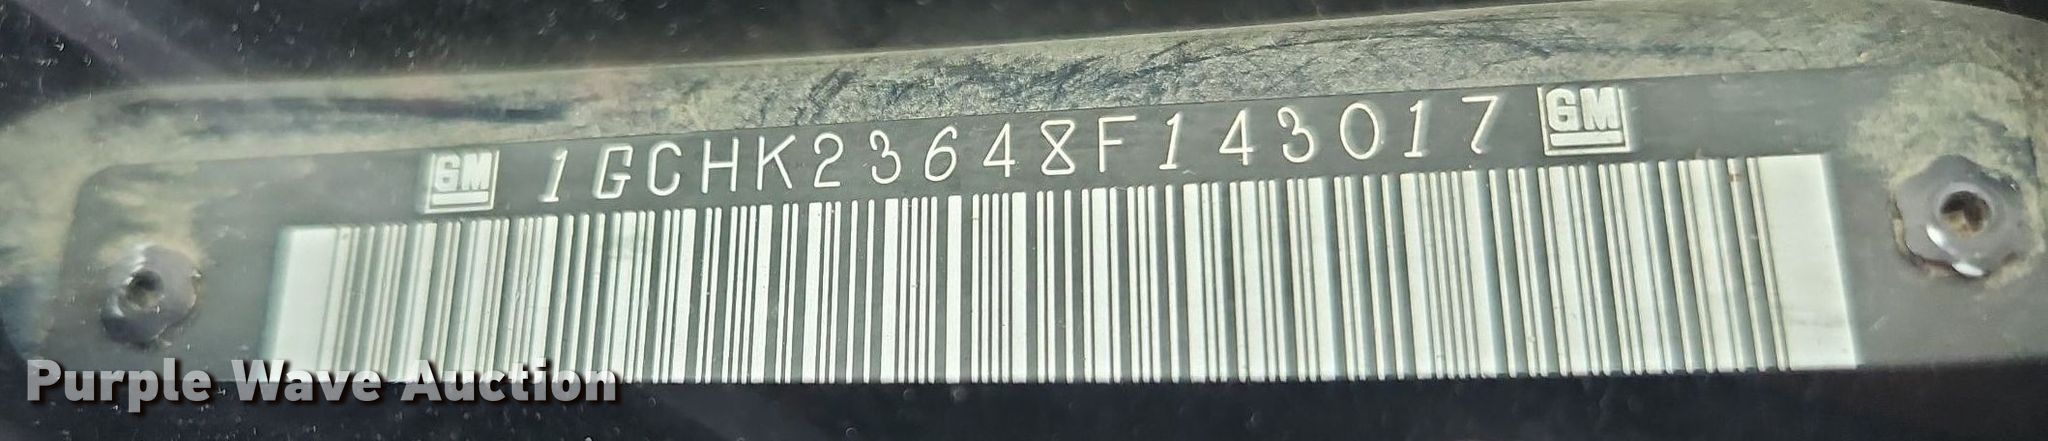 GM 1GCHK23648F143017 GM
Purple Wave Auction